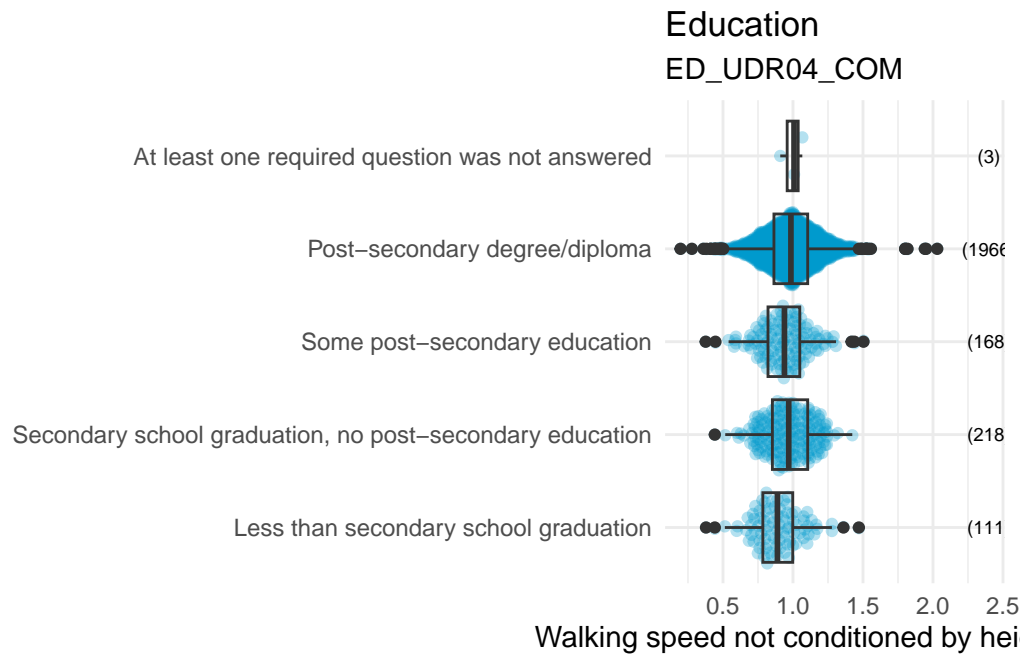 Education
ED_UDR04_COM
At least one required question was not answered (3)
Post−secondary degree/diploma (1966
Some post−secondary education (168
Secondary school graduation, no post−secondary education (218
Less than secondary school graduation (111
0.5 1.0 1.5 2.0 2.5
Walking speed not conditioned by hei